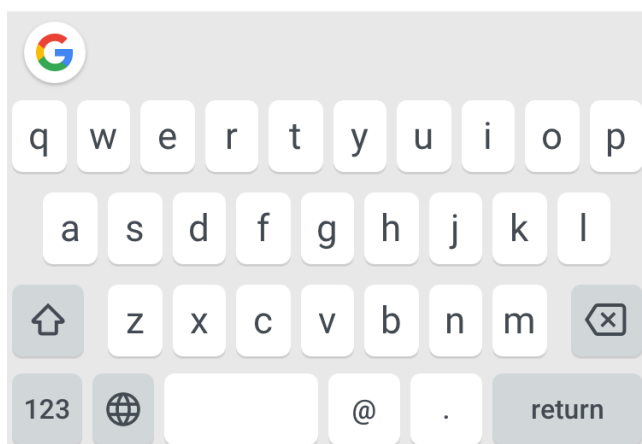 G
q w e r t y u i o p
a s d f g h j k l
z x c v b n m
123 @ . return